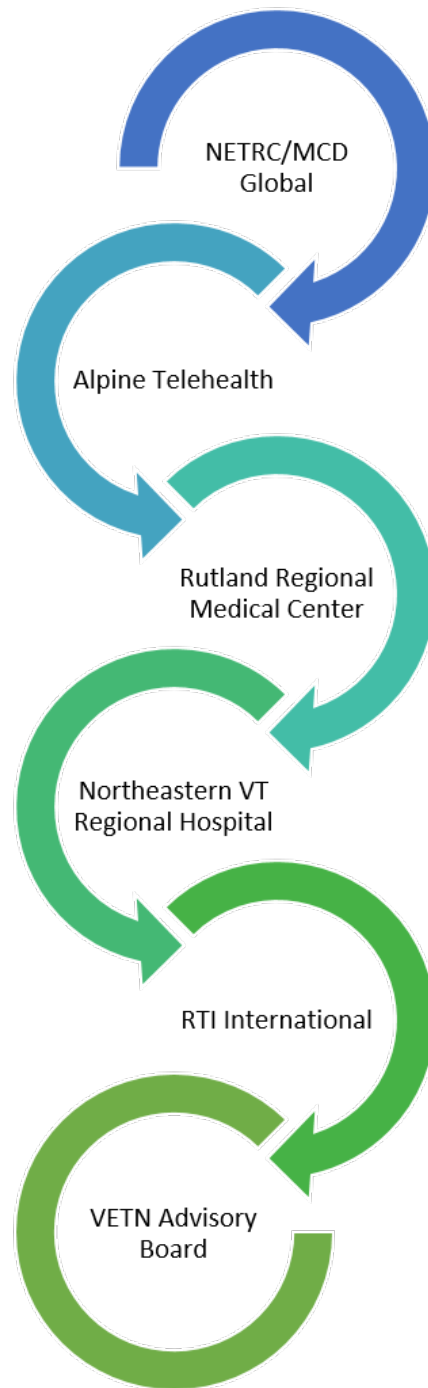 NETRC/MCD
Global
Alpine Telehealth
Rutland Regional
Medical Center
Northeastern VT
Regional Hospital
RTI International
VETN Advisory
Board